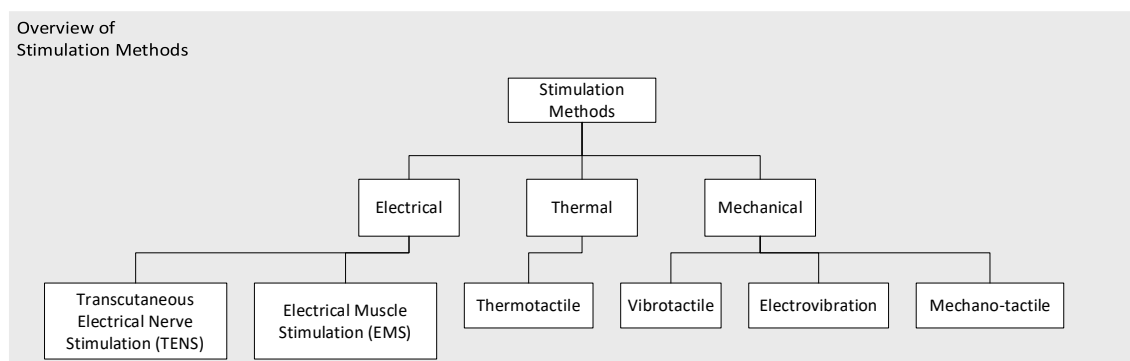 Overview of
Stimulation Methods
Stimulation
Methods
Electrical
Thermal
Mechanical
Transcutaneous
Electrical Nerve
Stimulation (TENS)
Electrical Muscle
Stimulation (EMS)
Thermotactile
Vibrotactile
Electrovibration
Mechano-tactile